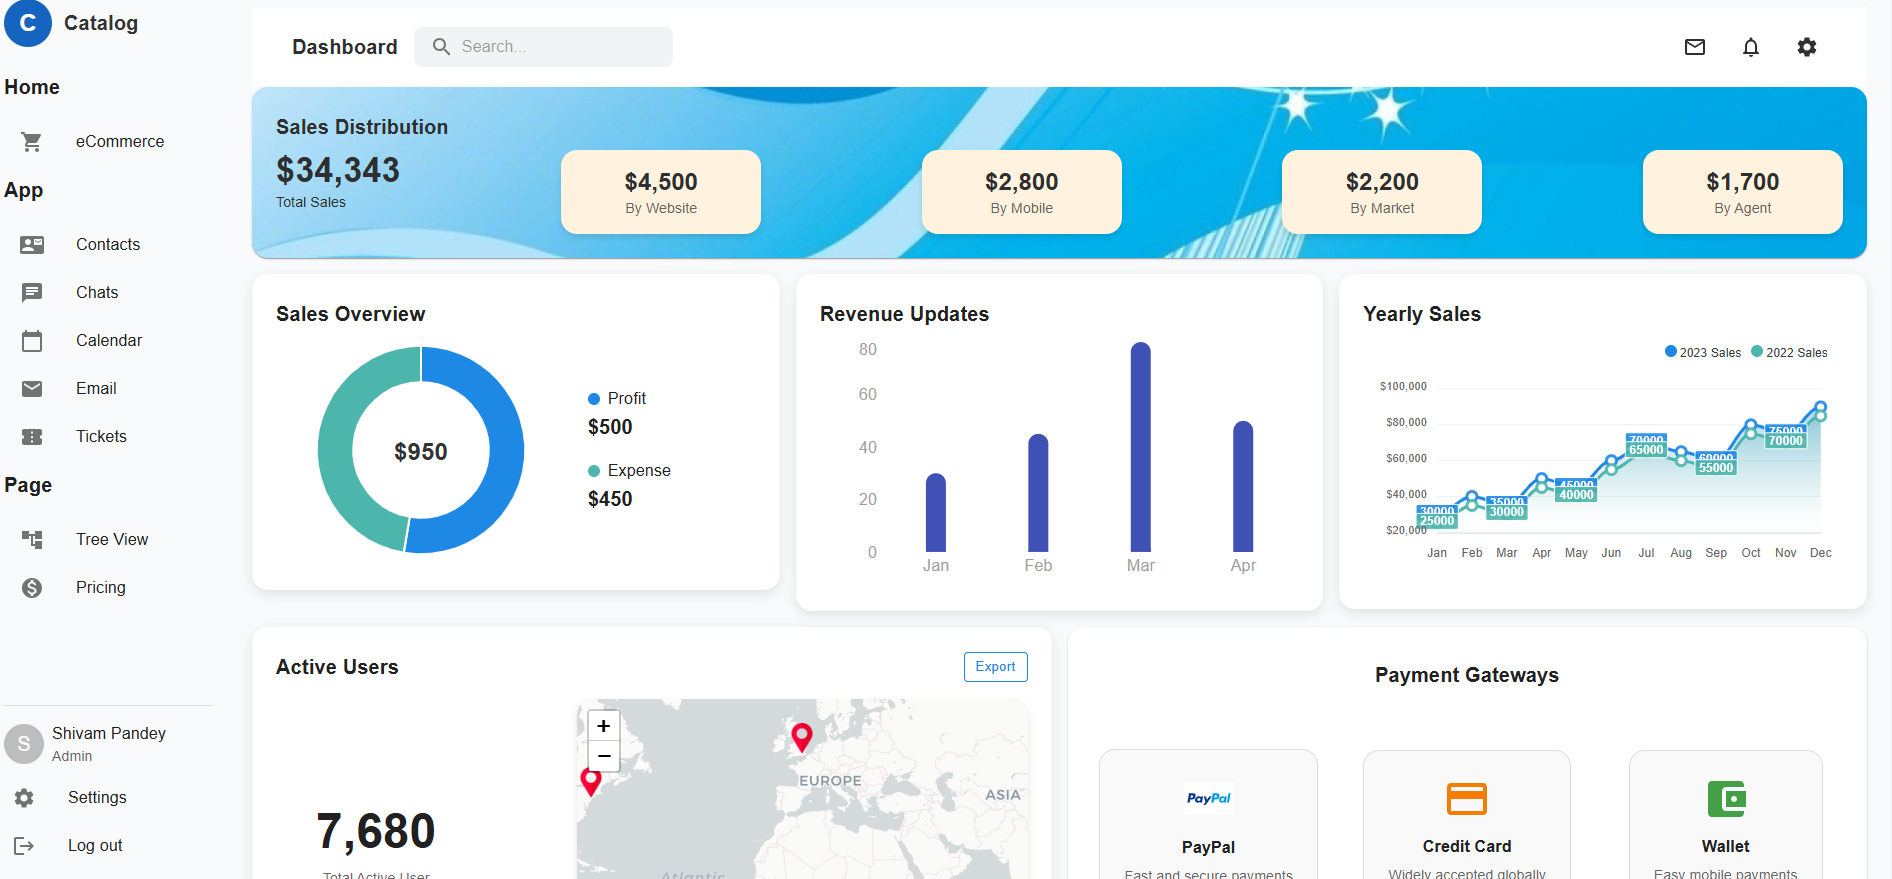 C Catalog
Home
eCommerce
App
Contacts
Chats
Calendar
Email
Tickets
Page
Tree View
Pricing
S Shivam Pandey
Admin
Settings
Log out
Dashboard
Search...
Sales Distribution
$34,343
Total Sales
$4,500
By Website
$2,800
By Mobile
$2,200
By Market
$1,700
By Agent
Sales Overview
$950
Profit
$500
Expense
$450
Revenue Updates
80
60
40
20
0
Jan Feb Mar Apr
Yearly Sales
2023 Sales 2022 Sales
$100,000
$80,000
$60,000
$40,000
$20,000
30000
25000
35000
30000
45000
40000
70000
65000
60000
55000
75000
70000
Jan Feb Mar Apr May Jun Jul Aug Sep Oct Nov Dec
Active Users
Export
7,680
Total Active User
+
−
EUROPE
ASIA
Atlantic
Payment Gateways
PayPal
PayPal
Fast and secure payments
Credit Card
Widely accepted globally
Wallet
Easy mobile payments